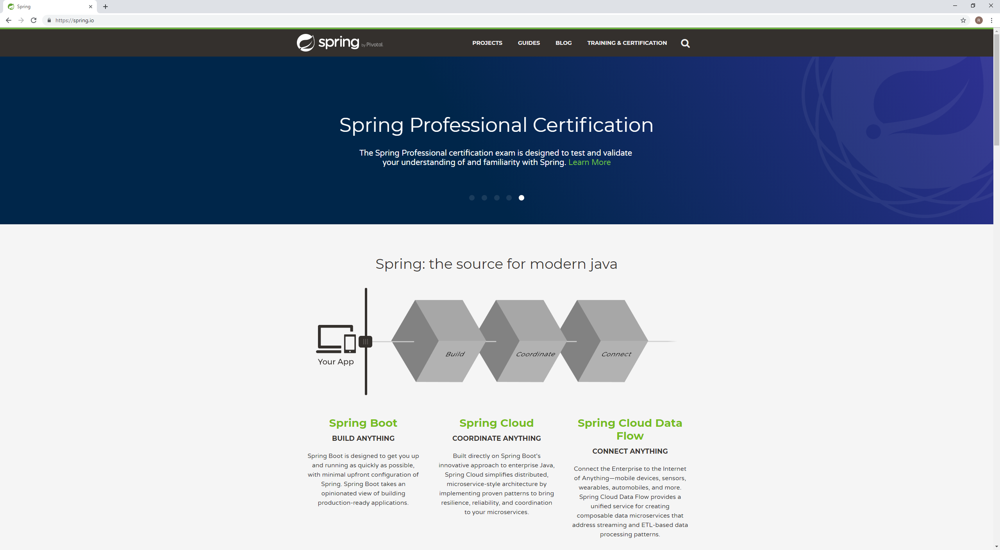 Spring
https://spring.io
R
spring by Pivotal.
PROJECTS
GUIDES
BLOG
TRAINING & CERTIFICATION
Spring Professional Certification
The Spring Professional certification exam is designed to test and validate
your understanding of and familiarity with Spring. Learn More
Spring: the source for modern java
Your App
Build
Coordinate
Connect
Spring Boot
BUILD ANYTHING
Spring Boot is designed to get you up
and running as quickly as possible,
with minimal upfront configuration of
Spring. Spring Boot takes an
opinionated view of building
production-ready applications.
Spring Cloud
COORDINATE ANYTHING
Built directly on Spring Boot's
innovative approach to enterprise Java,
Spring Cloud simplifies distributed,
microservice-style architecture by
implementing proven patterns to bring
resilience, reliability, and coordination
to your microservices.
Spring Cloud Data
Flow
CONNECT ANYTHING
Connect the Enterprise to the Internet
of Anything—mobile devices, sensors,
wearables, automobiles, and more.
Spring Cloud Data Flow provides a
unified service for creating
composable data microservices that
address streaming and ETL-based data
processing patterns.